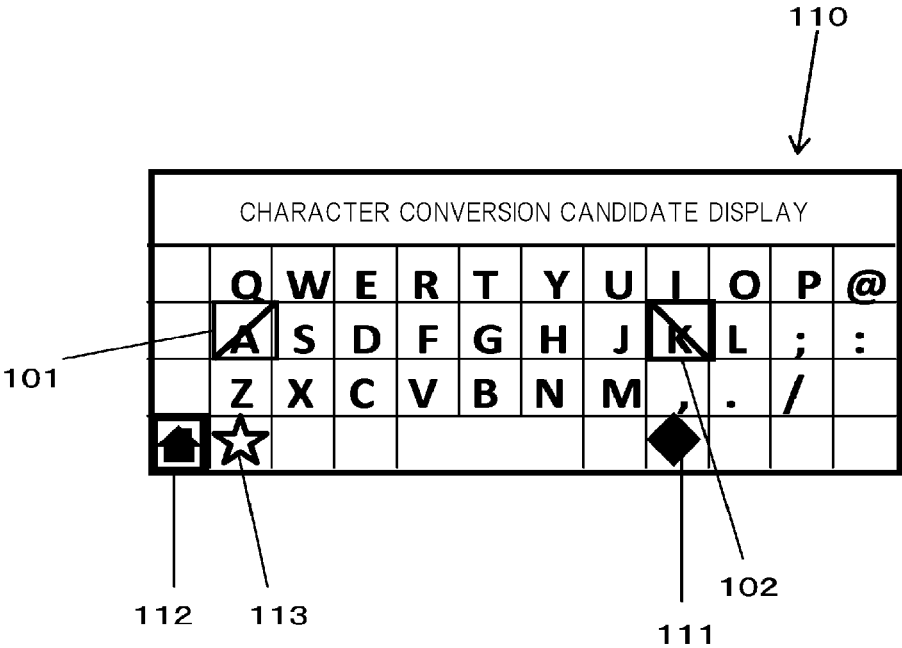 110
CHARACTER CONVERSION CANDIDATE DISPLAY
Q W E R T Y U I O P @
A S D F G H J K L ; :
Z X C V B N M , . /
101
102
112 113
111